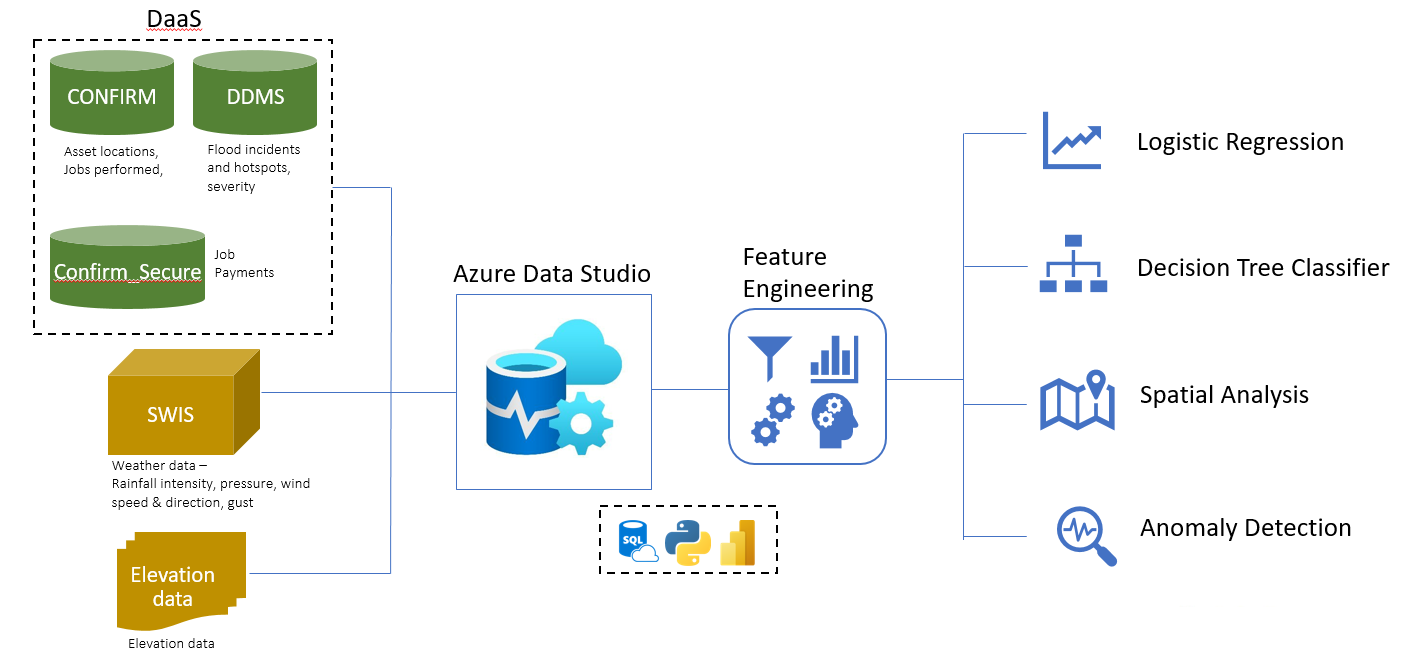 DaaS
CONFIRM
DDMS
Asset locations,
Jobs performed,
Flood incidents
and hotspots,
severity
Confirm_Secure
Job
Payments
SWIS
Weather data –
Rainfall intensity, pressure, wind
speed & direction, gust
Elevation
data
Elevation data
Azure Data Studio
Feature
Engineering
SQL
Logistic Regression
Decision Tree Classifier
Spatial Analysis
Anomaly Detection